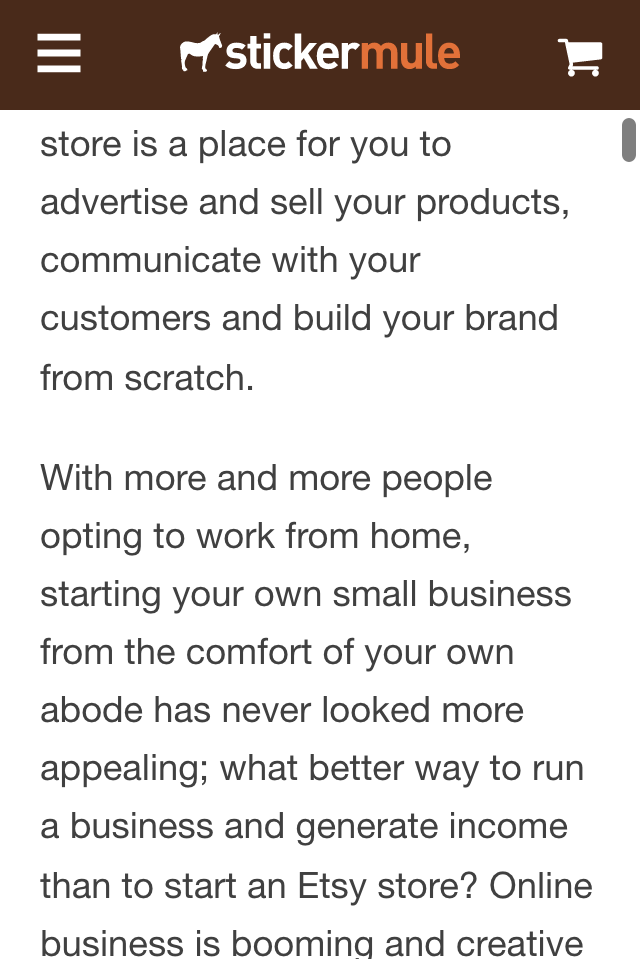 stickermule
store is a place for you to
advertise and sell your products,
communicate with your
customers and build your brand
from scratch.
With more and more people
opting to work from home,
starting your own small business
from the comfort of your own
abode has never looked more
appealing; what better way to run
a business and generate income
than to start an Etsy store? Online
business is booming and creative